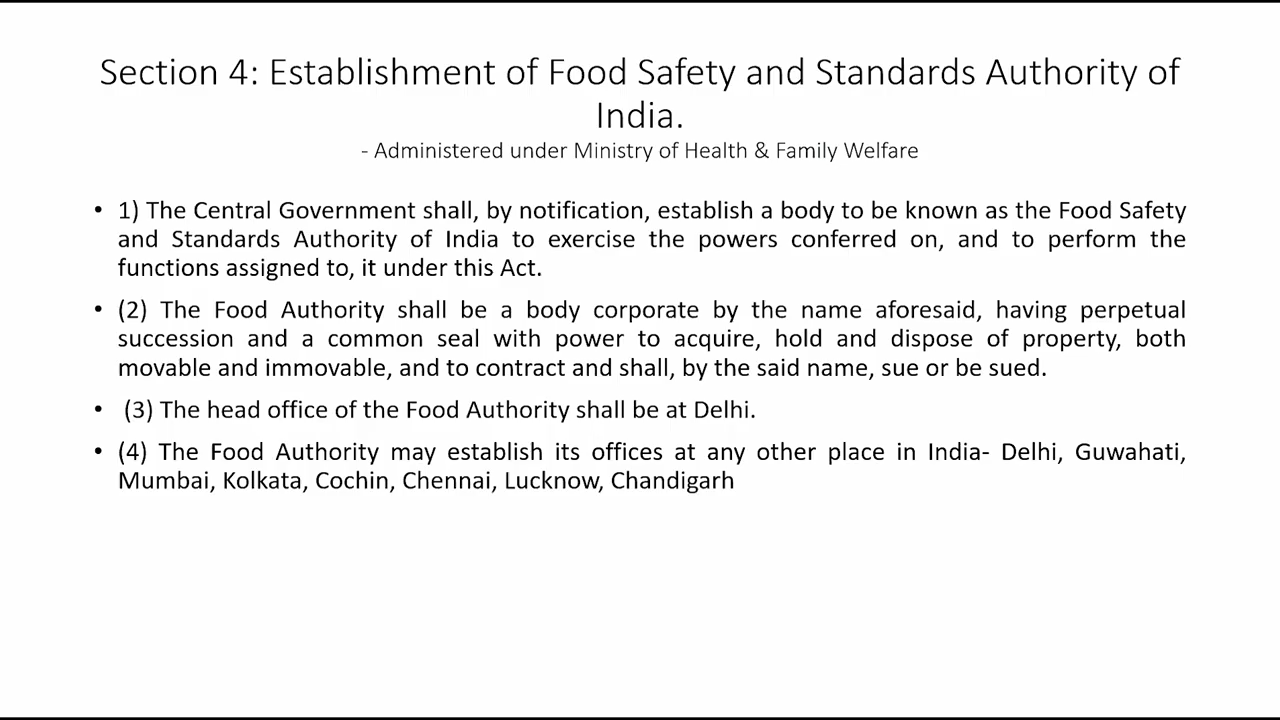 Section 4: Establishment of Food Safety and Standards Authority of
India.
- Administered under Ministry of Health & Family Welfare
• 1) The Central Government shall, by notification, establish a body to be known as the Food Safety
and Standards Authority of India to exercise the powers conferred on, and to perform the
functions assigned to, it under this Act.
• (2) The Food Authority shall be a body corporate by the name aforesaid, having perpetual
succession and a common seal with power to acquire, hold and dispose of property, both
movable and immovable, and to contract and shall, by the said name, sue or be sued.
• (3) The head office of the Food Authority shall be at Delhi.
• (4) The Food Authority may establish its offices at any other place in India- Delhi, Guwahati,
Mumbai, Kolkata, Cochin, Chennai, Lucknow, Chandigarh